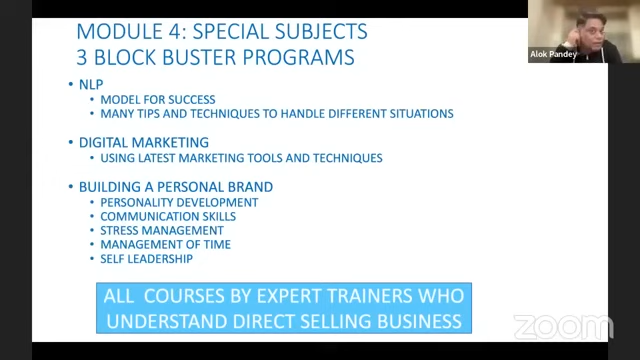 MODULE 4: SPECIAL SUBJECTS
3 BLOCK BUSTER PROGRAMS
• NLP
• MODEL FOR SUCCESS
• MANY TIPS AND TECHNIQUES TO HANDLE DIFFERENT SITUATIONS
• DIGITAL MARKETING
• USING LATEST MARKETING TOOLS AND TECHNIQUES
• BUILDING A PERSONAL BRAND
• PERSONALITY DEVELOPMENT
• COMMUNICATION SKILLS
• STRESS MANAGEMENT
• MANAGEMENT OF TIME
• SELF LEADERSHIP
ALL COURSES BY EXPERT TRAINERS WHO
UNDERSTAND DIRECT SELLING BUSINESS
Alok Pandey
zoom